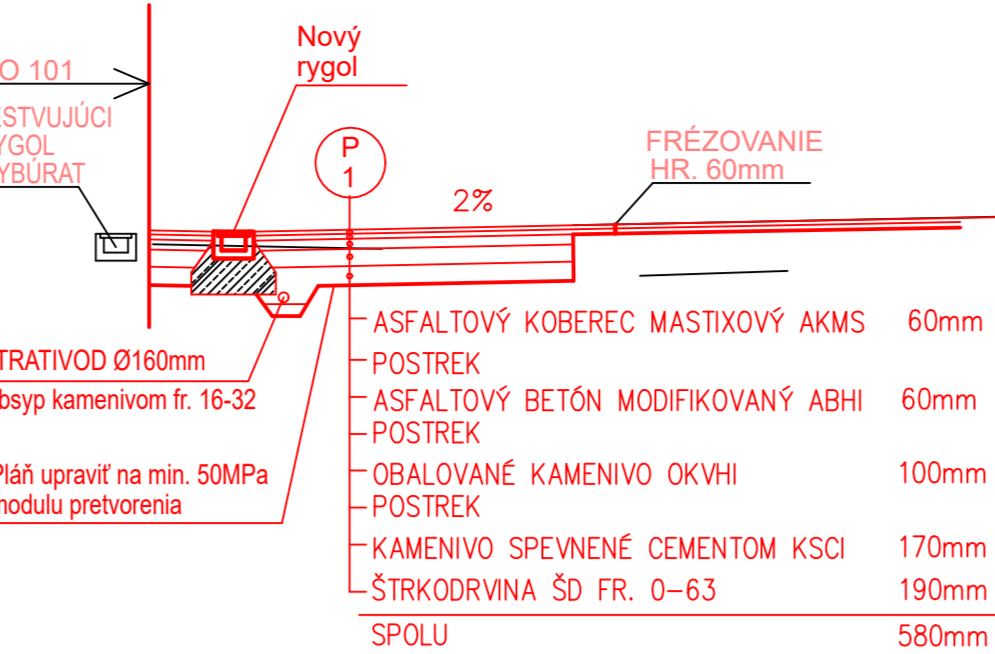 Nový
rygol
O 101
ESTVUJÚCI
YGOL
YBÚRAT
P
1
2%
FRÉZOVANIE
HR. 60mm
TRATIVOD Ø160mm
bsyp kamenivom fr. 16-32
Pláň upraviť na min. 50MPa
modulu pretvorenia
ASFALTOVÝ KOBEREC MASTIXOVÝ AKMS 60mm
POSTREK
ASFALTOVÝ BETÓN MODIFIKOVANÝ ABHI 60mm
POSTREK
OBALOVANÉ KAMENIVO OKVHI 100mm
POSTREK
KAMENIVO SPEVNENÉ CEMENTOM KSCI 170mm
ŠTRKODRVINA ŠD FR. 0-63 190mm
SPOLU 580mm